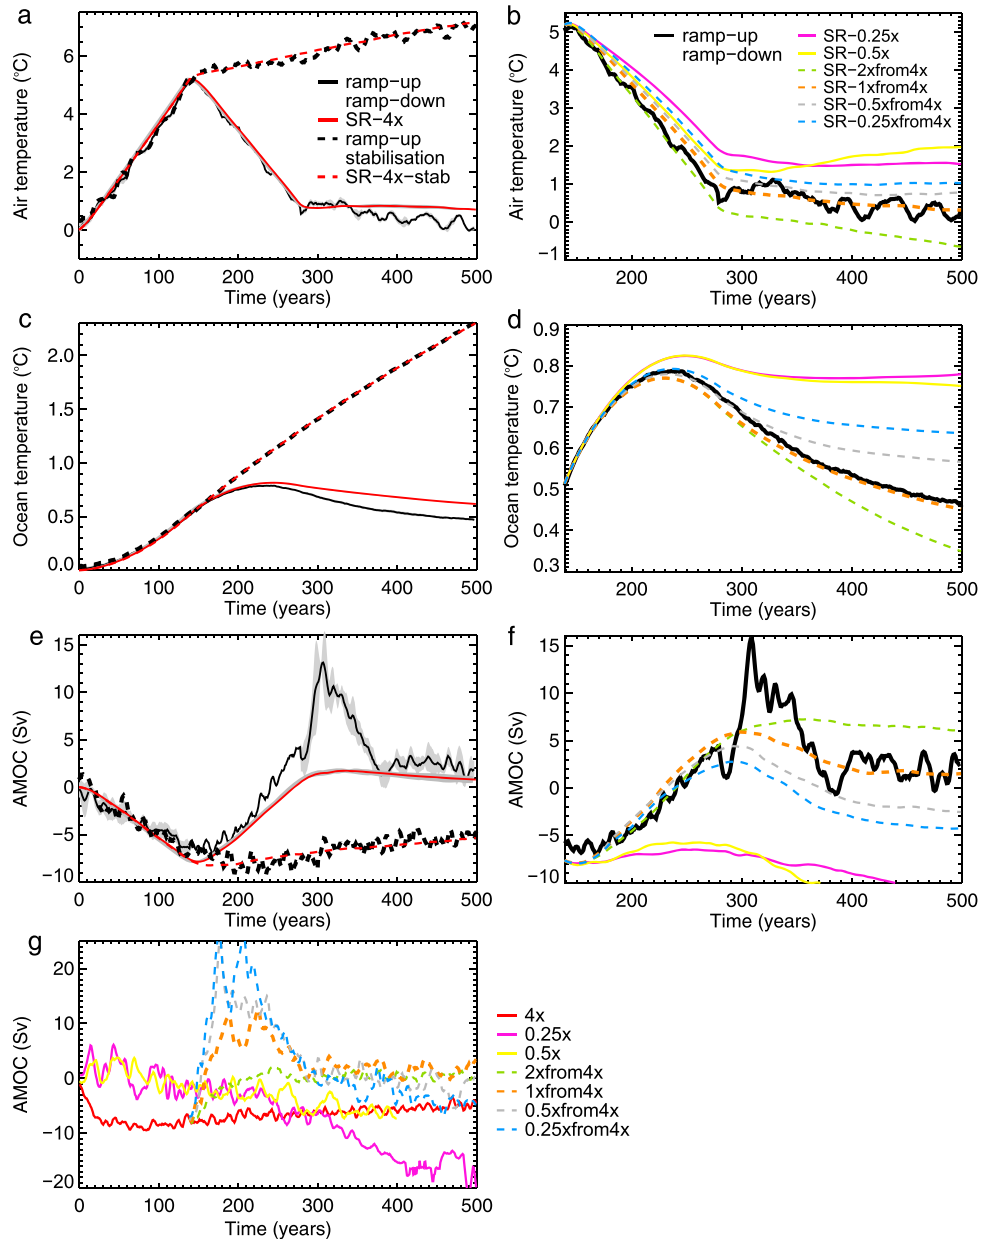 a
Air temperature (°C)
6
4
2
0
0 100 200 300 400 500
Time (years)
ramp−up
ramp−down
SR−4x
ramp−up
stabilisation
SR−4x−stab
b
Air temperature (°C)
5
4
3
2
1
0
−1
200 300 400 500
Time (years)
ramp−up
ramp−down
SR−0.25x
SR−0.5x
SR−2xfrom4x
SR−1xfrom4x
SR−0.5xfrom4x
SR−0.25xfrom4x
c
Ocean temperature (°C)
2.0
1.5
1.0
0.5
0.0
0 100 200 300 400 500
Time (years)
d
Ocean temperature (°C)
0.9
0.8
0.7
0.6
0.5
0.4
0.3
200 300 400 500
Time (years)
e
AMOC (Sv)
15
10
5
0
−5
−10
0 100 200 300 400 500
Time (years)
f
AMOC (Sv)
15
10
5
0
−5
−10
200 300 400 500
Time (years)
g
AMOC (Sv)
20
10
0
−10
−20
0 100 200 300 400 500
Time (years)
4x
0.25x
0.5x
2xfrom4x
1xfrom4x
0.5xfrom4x
0.25xfrom4x